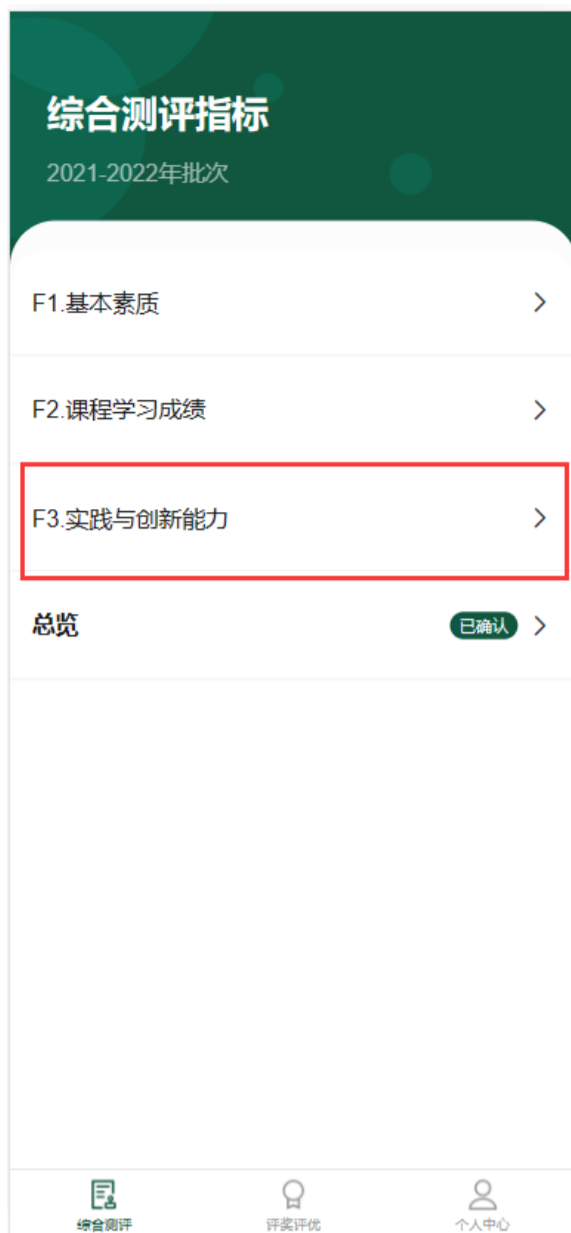 综合测评指标
2021-2022年批次
F1.基本素质
F2.课程学习成绩
F3.实践与创新能力
总览 已确认
综合测评 评奖评优 个人中心